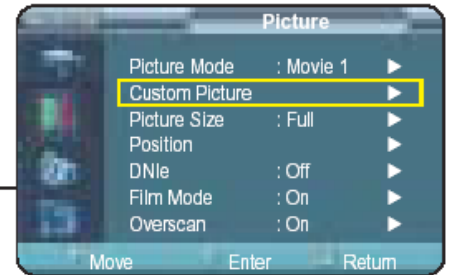 Picture
Picture Mode : Movie 1 ▶
Custom Picture ▶
Picture Size : Full ▶
Position ▶
DNIe : Off ▶
Film Mode : On ▶
Overscan : On ▶
Move Enter Return